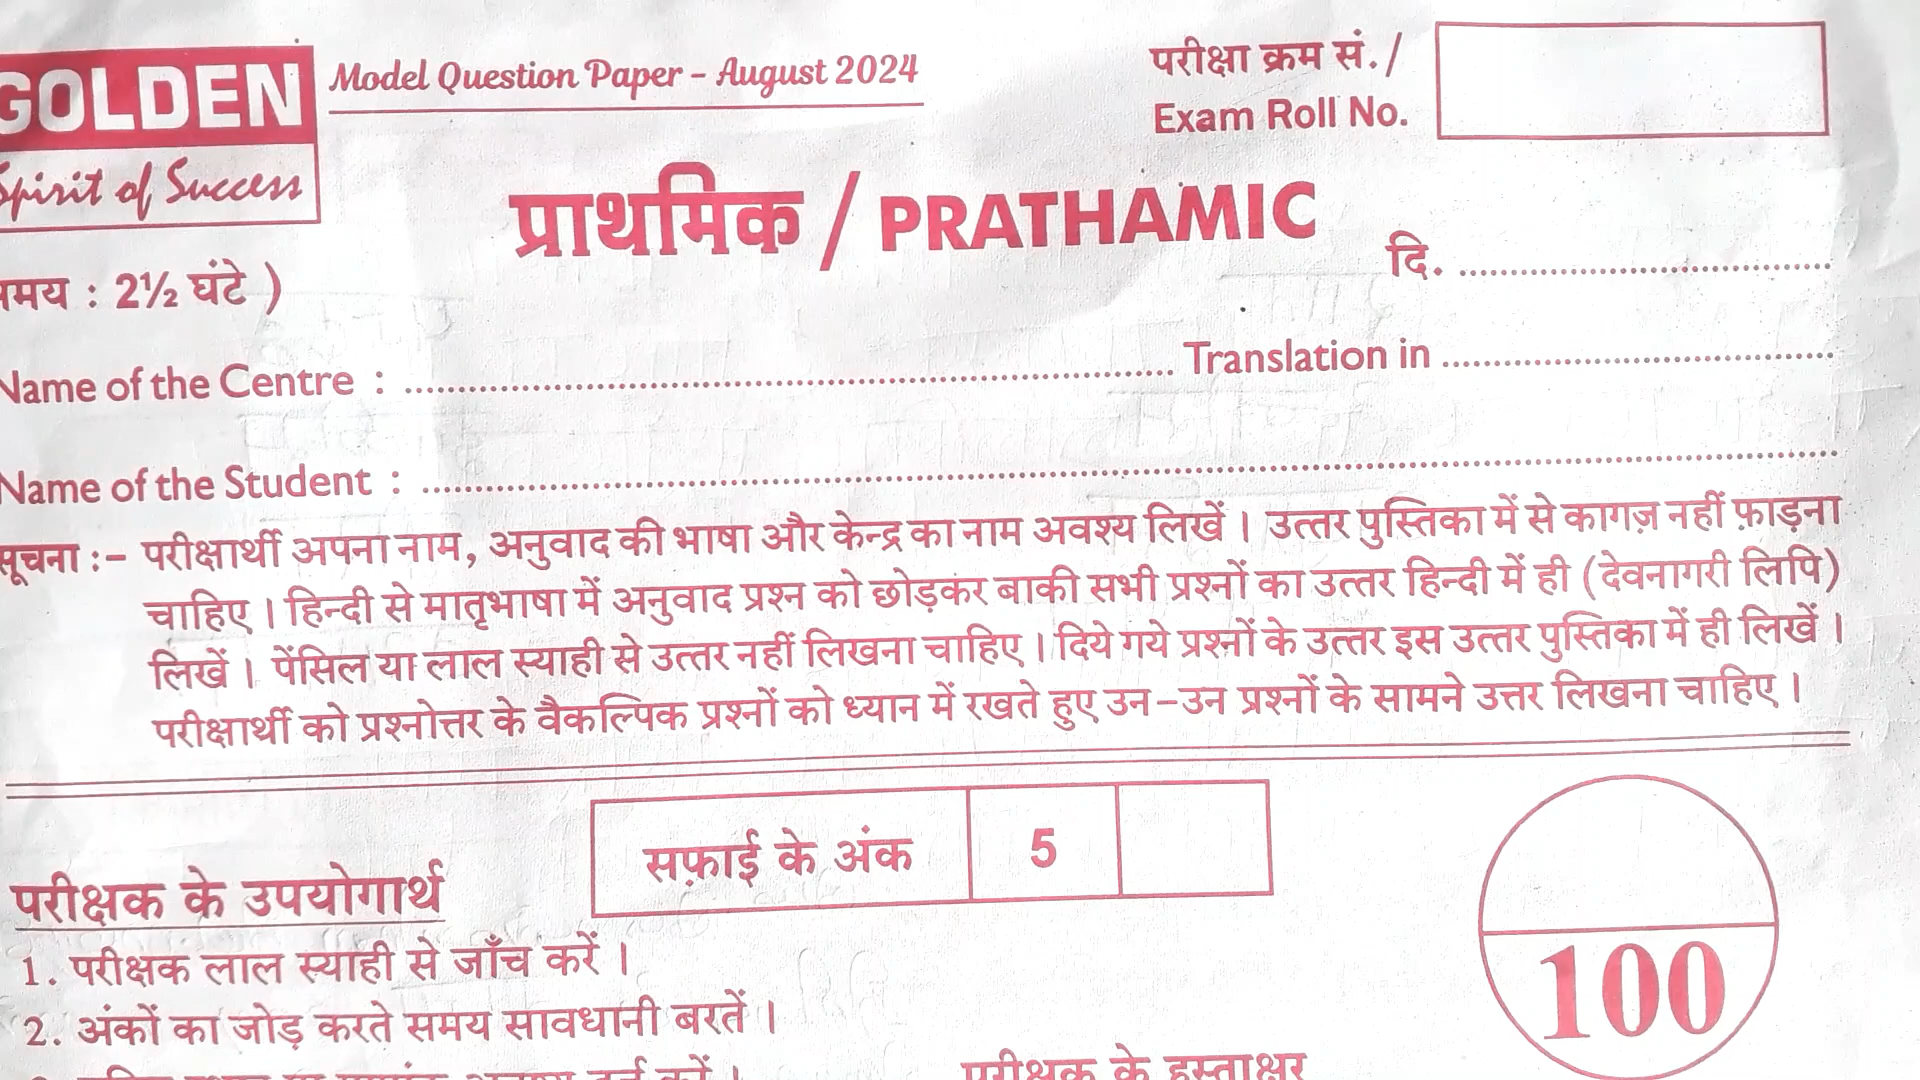 GOLDEN
Spirit of Success
Model Question Paper - August 2024
परीक्षा क्रम सं./
Exam Roll No.
प्राथमिक / PRATHAMIC
समय : 2½ घंटे )
दि. ........................................
Name of the Centre : ........................................ Translation in ........................................
Name of the Student : ........................................
सूचना :- परीक्षार्थी अपना नाम, अनुवाद की भाषा और केन्द्र का नाम अवश्य लिखें । उत्तर पुस्तिका में से कागज़ नहीं फ़ाड़ना
चाहिए । हिन्दी से मातृभाषा में अनुवाद प्रश्न को छोड़कर बाकी सभी प्रश्नों का उत्तर हिन्दी में ही (देवनागरी लिपि)
लिखें । पेंसिल या लाल स्याही से उत्तर नहीं लिखना चाहिए । दिये गये प्रश्नों के उत्तर इस उत्तर पुस्तिका में ही लिखें ।
परीक्षार्थी को प्रश्नोत्तर के वैकल्पिक प्रश्नों को ध्यान में रखते हुए उन-उन प्रश्नों के सामने उत्तर लिखना चाहिए ।
सफ़ाई के अंक 5
परीक्षक के उपयोगार्थ
1. परीक्षक लाल स्याही से जाँच करें ।
2. अंकों का जोड़ करते समय सावधानी बरतें ।
100
परीक्षक के हस्ताक्षर